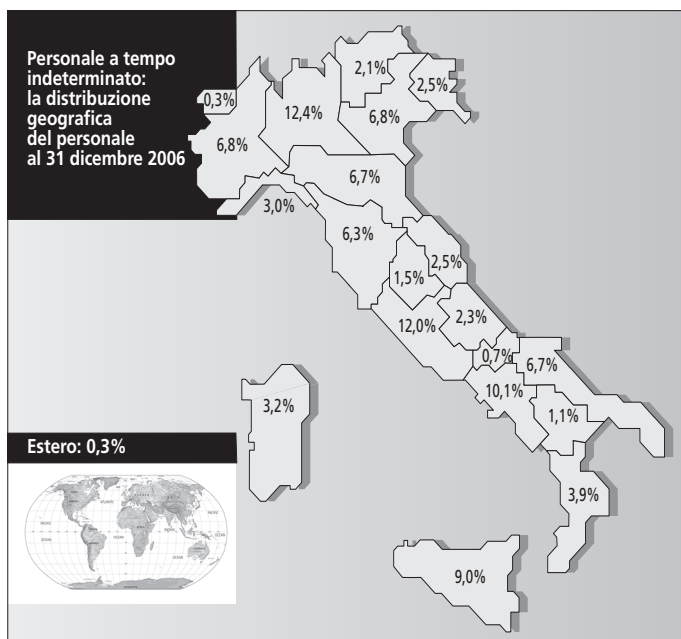 Personale a tempo
indeterminato:
la distribuzione
geografica
del personale
al 31 dicembre 2006
2,1%
2,5%
0,3%
12,4%
6,8%
6,8%
6,7%
3,0%
6,3%
2,5%
1,5%
2,3%
12,0%
0,7%
6,7%
10,1%
3,2%
1,1%
Estero: 0,3%
3,9%
9,0%